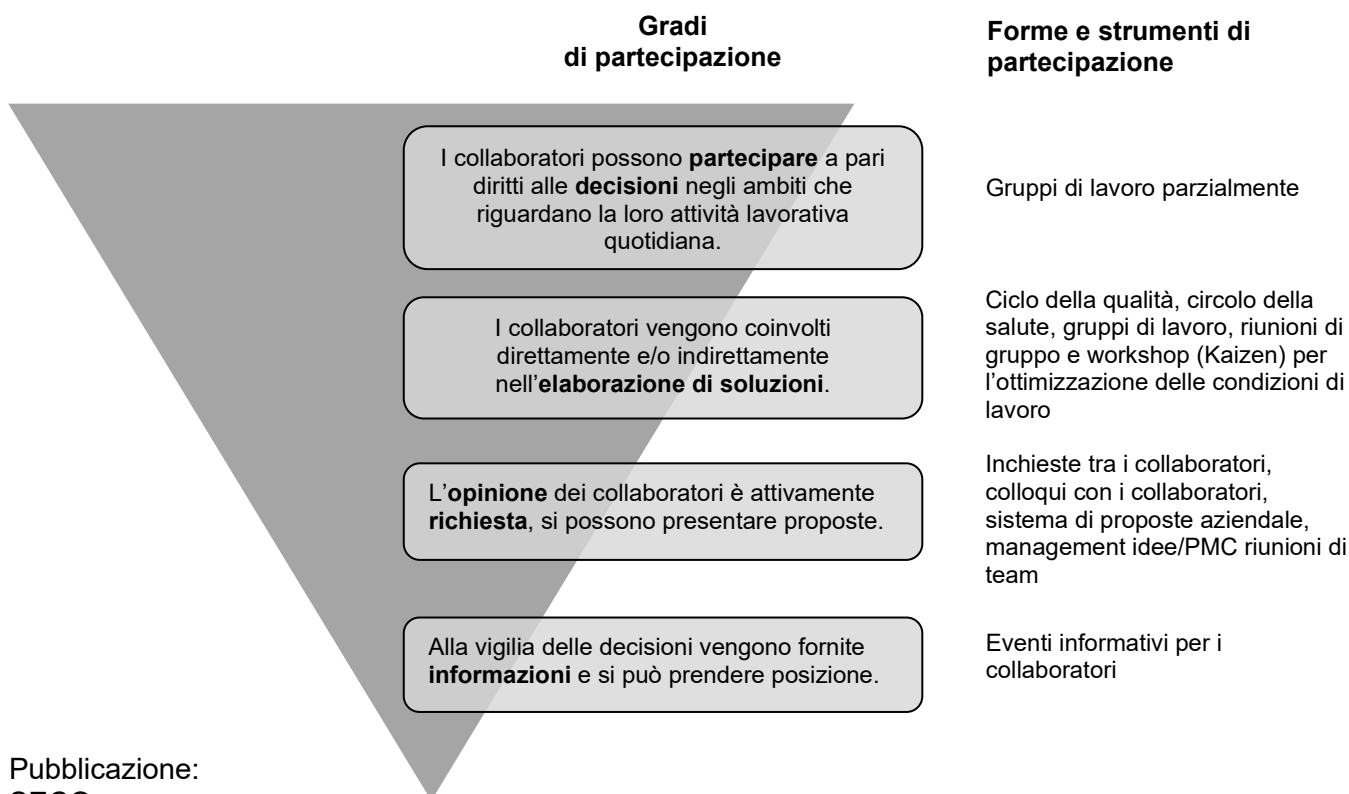 Gradi
di partecipazione
Forme e strumenti di
partecipazione
I collaboratori possono partecipare a pari
diritti alle decisioni negli ambiti che
riguardano la loro attività lavorativa
quotidiana.
Gruppi di lavoro parzialmente
I collaboratori vengono coinvolti
direttamente e/o indirettamente
nell’elaborazione di soluzioni.
Ciclo della qualità, circolo della
salute, gruppi di lavoro, riunioni di
gruppo e workshop (Kaizen) per
l’ottimizzazione delle condizioni di
lavoro
L’opinione dei collaboratori è attivamente
richiesta, si possono presentare proposte.
Inchieste tra i collaboratori,
colloqui con i collaboratori,
sistema di proposte aziendale,
management idee/PMC riunioni di
team
Alla vigilia delle decisioni vengono fornite
informazioni e si può prendere posizione.
Eventi informativi per i
collaboratori
Pubblicazione: